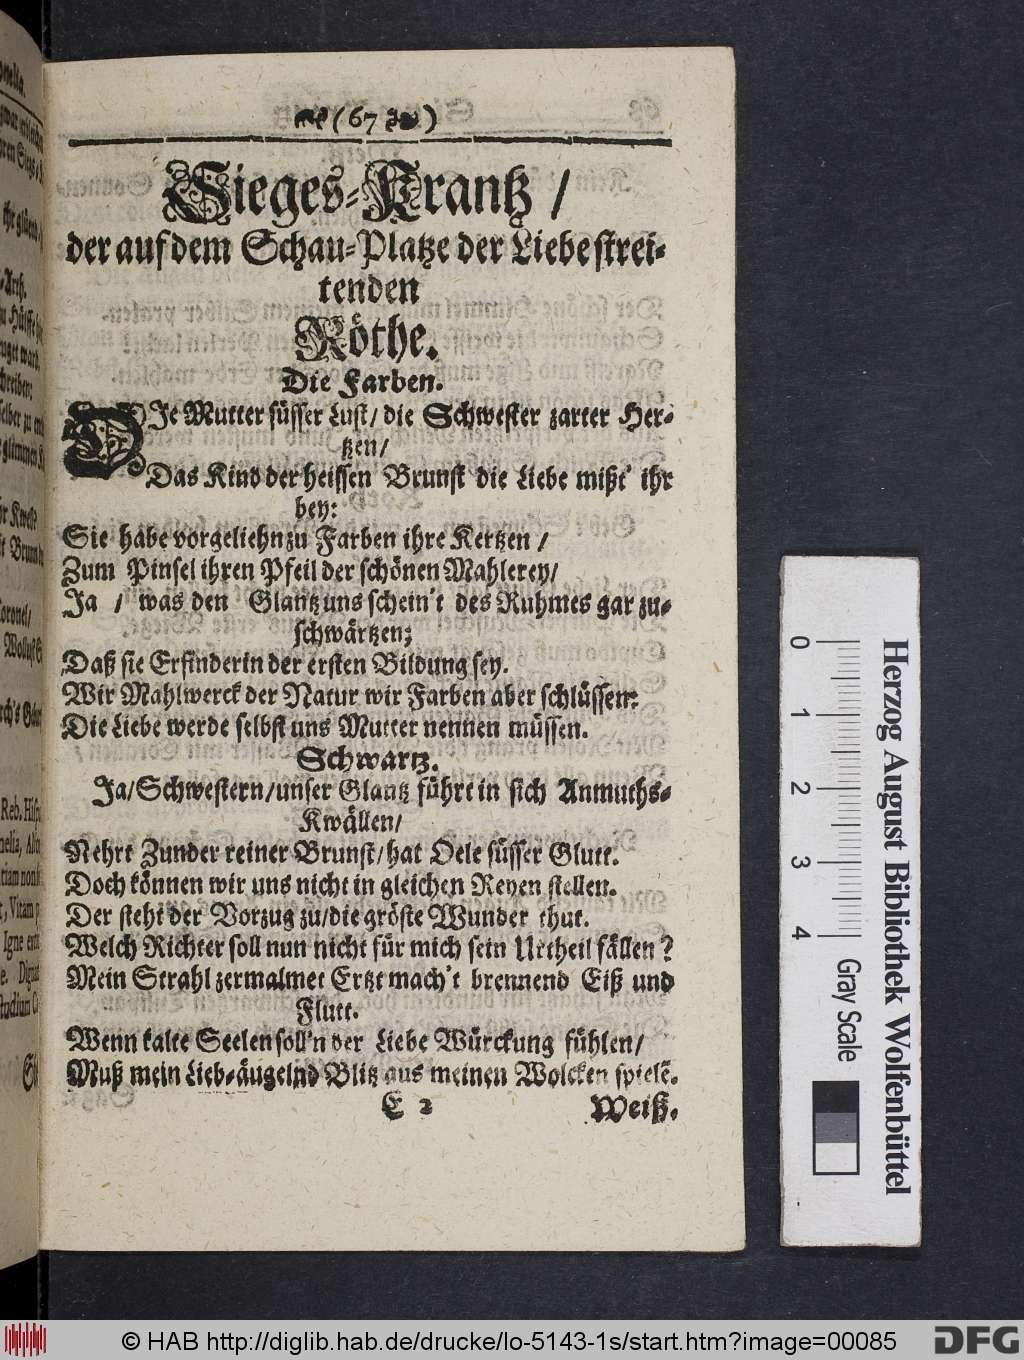 (67)
Sieges-Krantz /
der auf dem Schau-Platze der Liebe strei-
tenden
Röthe.
Die Farben.
DIe Mutter süsser Lust/ die Schwester zarter Her-
tzen/
Das Kind der heissen Brunst die Liebe mißt' ihr
bey:
Sie habe vorgeliehn zu Farben ihre Kertzen /
Zum Pinsel ihren Pfeil der schönen Mahlerey/
Ja / was den Glantz uns schein't des Ruhmes gar zu-
schwärtzen;
Daß sie Erfinderin der ersten Bildung sey.
Wir Mahlwerck der Natur wir Farben aber schlüssen:
Die Liebe werde selbst uns Mutter nennen müssen.
Schwartz.
Ja/Schwestern/unser Glantz führt in sich Anmuths-
Kwällen/
Nehrt Zunder reiner Brunst/hat Oele süsser Glutt.
Doch können wir uns nicht in gleichen Reyen stellen.
Der steht der Vorzug zu/die gröste Wunder thut.
Welch Richter soll nun nicht für mich sein Urtheil fällen?
Mein Strahl zermalmet Ertzt mach't brennend Eiß und
Flutt.
Wenn kalte Seelen soll'n der Liebe Würckung fühlen/
Muß mein Lieb-äugelnd Blitz aus meinen Wolcken spielē.
E 2 Weiß.
0 1 2 3 4
Gray Scale
Herzog August Bibliothek Wolfenbüttel
© HAB http://diglib.hab.de/drucke/lo-5143-1s/start.htm?image=00085
DFG